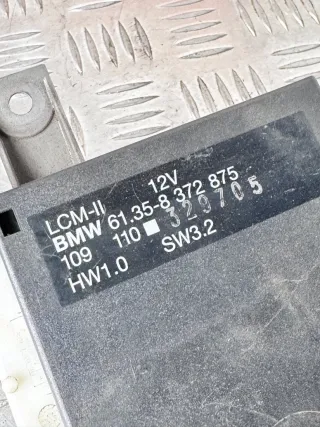 LCM-II 12V
BMW 61.35-8 372 875
109 110 329705
HW1.0 SW3.2